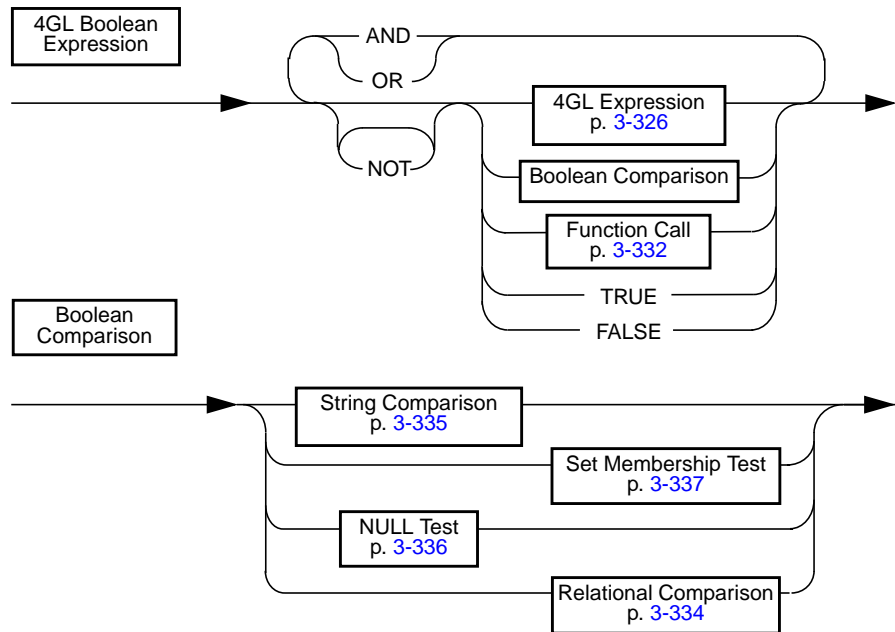 4GL Boolean
Expression
AND
OR
NOT
4GL Expression
p. 3-326
Boolean Comparison
Function Call
p. 3-332
TRUE
FALSE
Boolean
Comparison
String Comparison
p. 3-335
Set Membership Test
p. 3-337
NULL Test
p. 3-336
Relational Comparison
p. 3-334